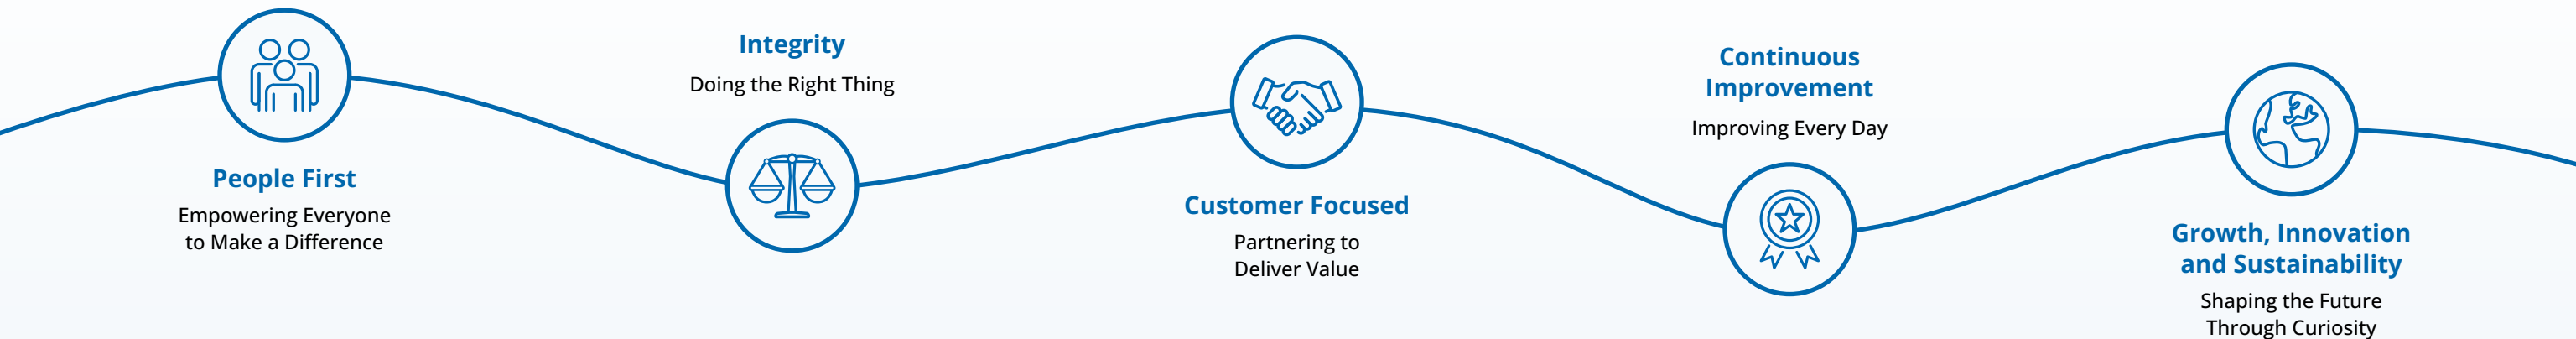 People First
Empowering Everyone
to Make a Difference
Integrity
Doing the Right Thing
Customer Focused
Partnering to
Deliver Value
Continuous
Improvement
Improving Every Day
Growth, Innovation
and Sustainability
Shaping the Future
Through Curiosity